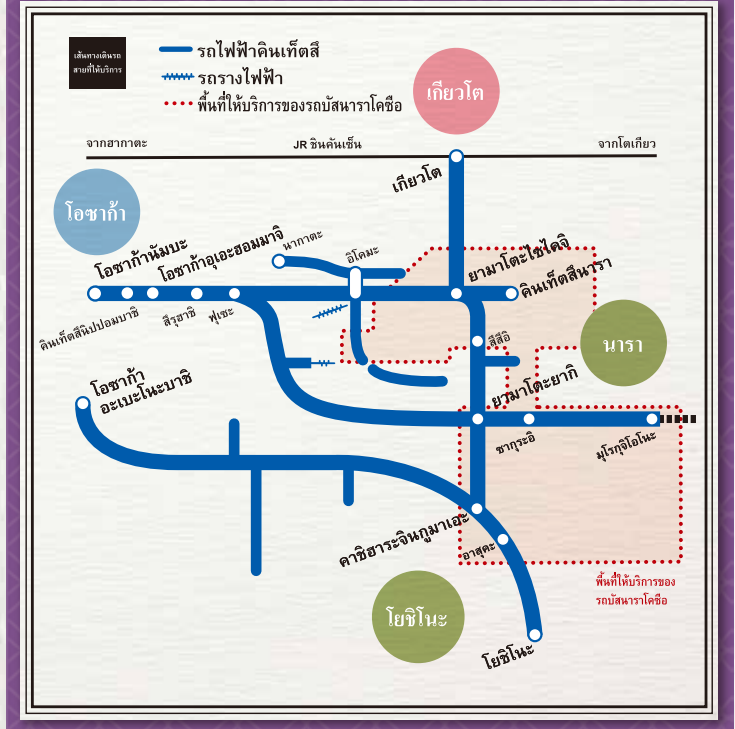 เส้นทางเดินรถ
สายที่ให้บริการ
รถไฟฟ้าคินเท็ตสึ
รถรางไฟฟ้า
พื้นที่ให้บริการของรถบัสนาราโคซือ
เกียวโต
จากฮากาตะ
JR ชินคันเซ็น
จากโตเกียว
โอซาก้า
เกียวโต
โอซาก้านัมบะ
โอซาก้าอุเอะฮอมมาจิ
นากาตะ
อิโคมะ
ยามาโตะไซไดจิ
คินเท็ตสึนารา
คินเท็ตสึนิปปอมบาชิ
สึรุฮาชิ
ฟุเซะ
สึสึอิ
นารา
โอซาก้า
อะเบะโนะบาชิ
ยามาโตะยากิ
ซากุระอิ
มุโรกุจิโอโนะ
คาชิฮาระจินกูมาเอะ
อาสุคะ
พื้นที่ให้บริการของ
รถบัสนาราโคซือ
โยชิโนะ
โยชิโนะ